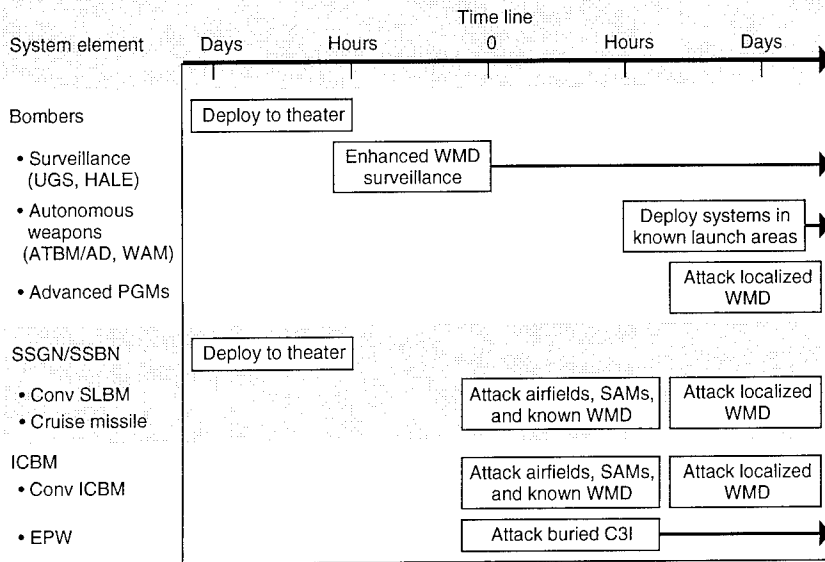 Time line
System element Days Hours 0 Hours Days
Bombers
Deploy to theater
• Surveillance
(UGS, HALE)
Enhanced WMD
surveillance
• Autonomous
weapons
(ATBM/AD, WAM)
Deploy systems in
known launch areas
• Advanced PGMs
Attack localized
WMD
SSGN/SSBN
Deploy to theater
• Conv SLBM
• Cruise missile
Attack airfields, SAMs,
and known WMD
Attack localized
WMD
ICBM
• Conv ICBM
Attack airfields, SAMs,
and known WMD
Attack localized
WMD
• EPW
Attack buried C3I